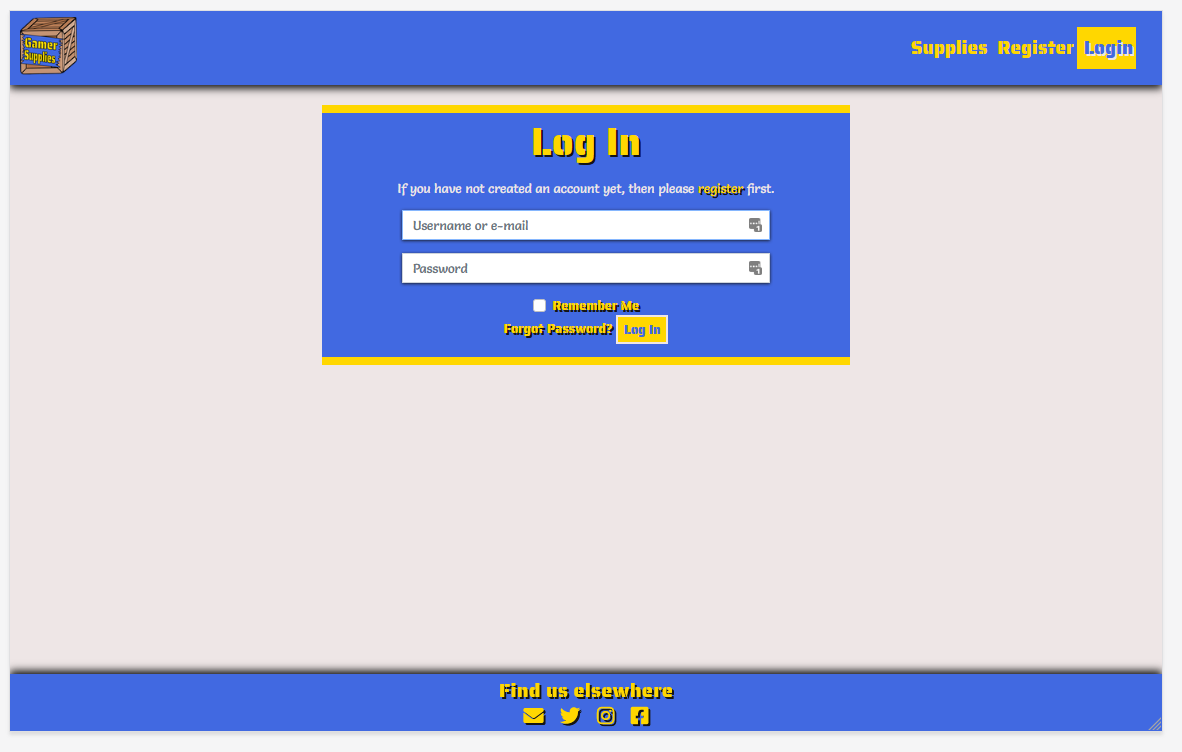 Gamer
Supplies
Supplies Register Login
Log In
If you have not created an account yet, then please register first.
Username or e-mail
Password
Remember Me
Forgot Password? Log In
Find us elsewhere